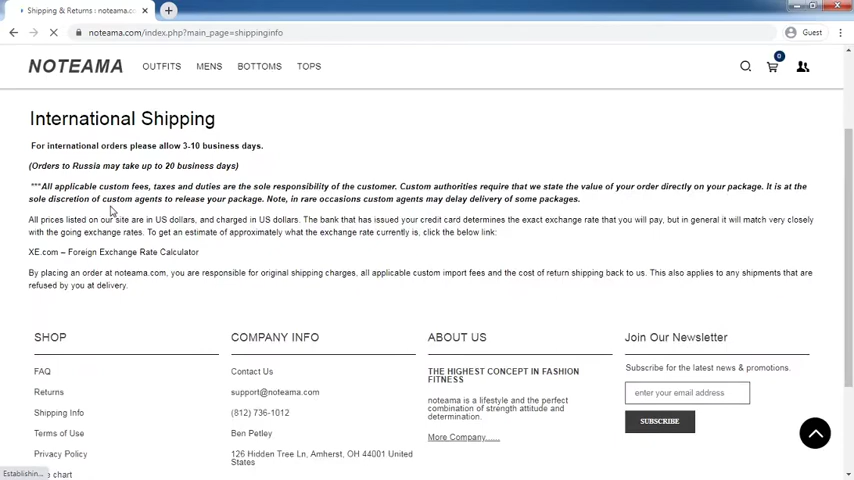 Shipping & Returns : noteama.co
noteama.com/index.php?main_page=shippinginfo
Guest
NOTEAMA
OUTFITS
MENS
BOTTOMS
TOPS
0
International Shipping
For international orders please allow 3-10 business days.
(Orders to Russia may take up to 20 business days)
***All applicable custom fees, taxes and duties are the sole responsibility of the customer. Custom authorities require that we state the value of your order directly on your package. It is at the
sole discretion of custom agents to release your package. Note, in rare occasions custom agents may delay delivery of some packages.
All prices listed on our site are in US dollars, and charged in US dollars. The bank that has issued your credit card determines the exact exchange rate that you will pay, but in general it will match very closely
with the going exchange rates. To get an estimate of approximately what the exchange rate currently is, click the below link:
XE.com – Foreign Exchange Rate Calculator
By placing an order at noteama.com, you are responsible for original shipping charges, all applicable custom import fees and the cost of return shipping back to us. This also applies to any shipments that are
refused by you at delivery.
SHOP
FAQ
Returns
Shipping Info
Terms of Use
Privacy Policy
e chart
COMPANY INFO
Contact Us
support@noteama.com
(812) 736-1012
Ben Petley
126 Hidden Tree Ln, Amherst, OH 44001 United
States
ABOUT US
THE HIGHEST CONCEPT IN FASHION
FITNESS
noteama is a lifestyle and the perfect
combination of strength attitude and
determination.
More Company......
Join Our Newsletter
Subscribe for the latest news & promotions.
enter your email address
SUBSCRIBE
Establishin...